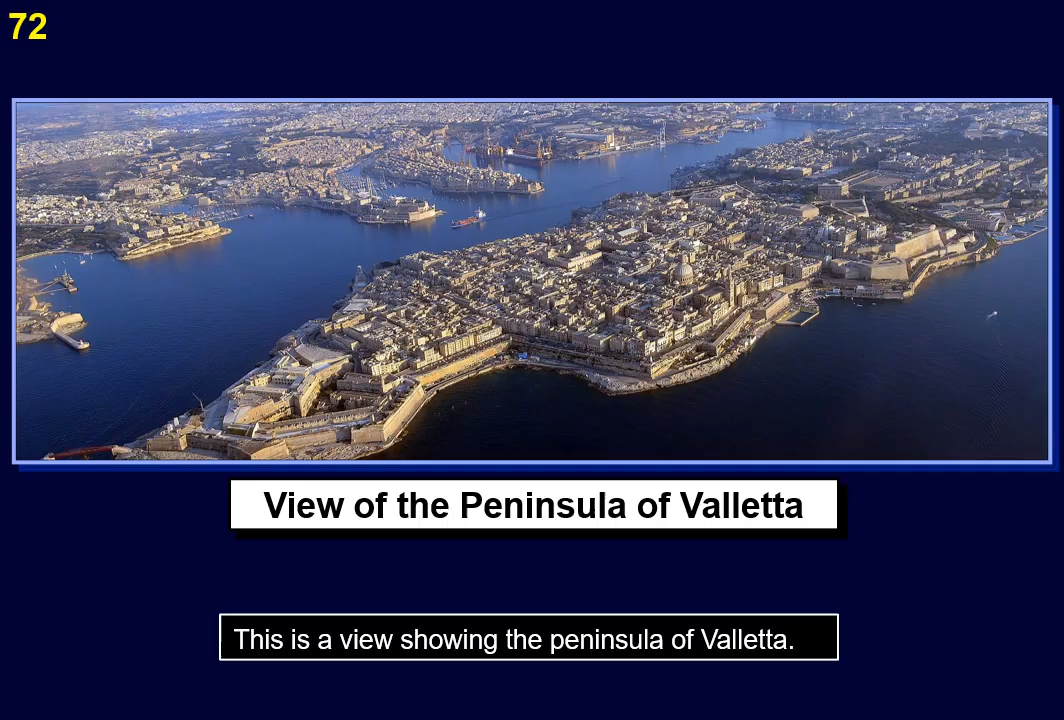 72
View of the Peninsula of Valletta
This is a view showing the peninsula of Valletta.